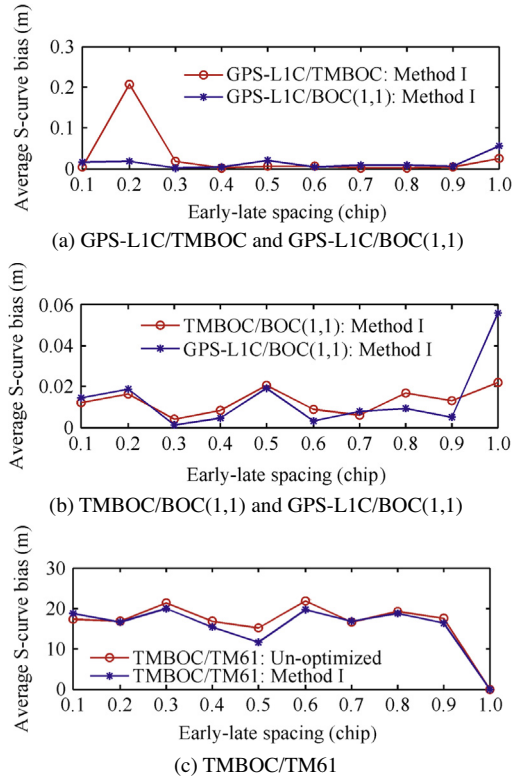 0.3
0.2
0.1
0
Average S-curve bias (m)
GPS-L1C/TMBOC: Method I
GPS-L1C/BOC(1,1): Method I
0.1 0.2 0.3 0.4 0.5 0.6 0.7 0.8 0.9 1.0
Early-late spacing (chip)
(a) GPS-L1C/TMBOC and GPS-L1C/BOC(1,1)
0.06
0.04
0.02
0
Average S-curve bias (m)
TMBOC/BOC(1,1): Method I
GPS-L1C/BOC(1,1): Method I
0.1 0.2 0.3 0.4 0.5 0.6 0.7 0.8 0.9 1.0
Early-late spacing (chip)
(b) TMBOC/BOC(1,1) and GPS-L1C/BOC(1,1)
30
20
10
0
Average S-curve bias (m)
TMBOC/TM61: Un-optimized
TMBOC/TM61: Method I
0.1 0.2 0.3 0.4 0.5 0.6 0.7 0.8 0.9 1.0
Early-late spacing (chip)
(c) TMBOC/TM61